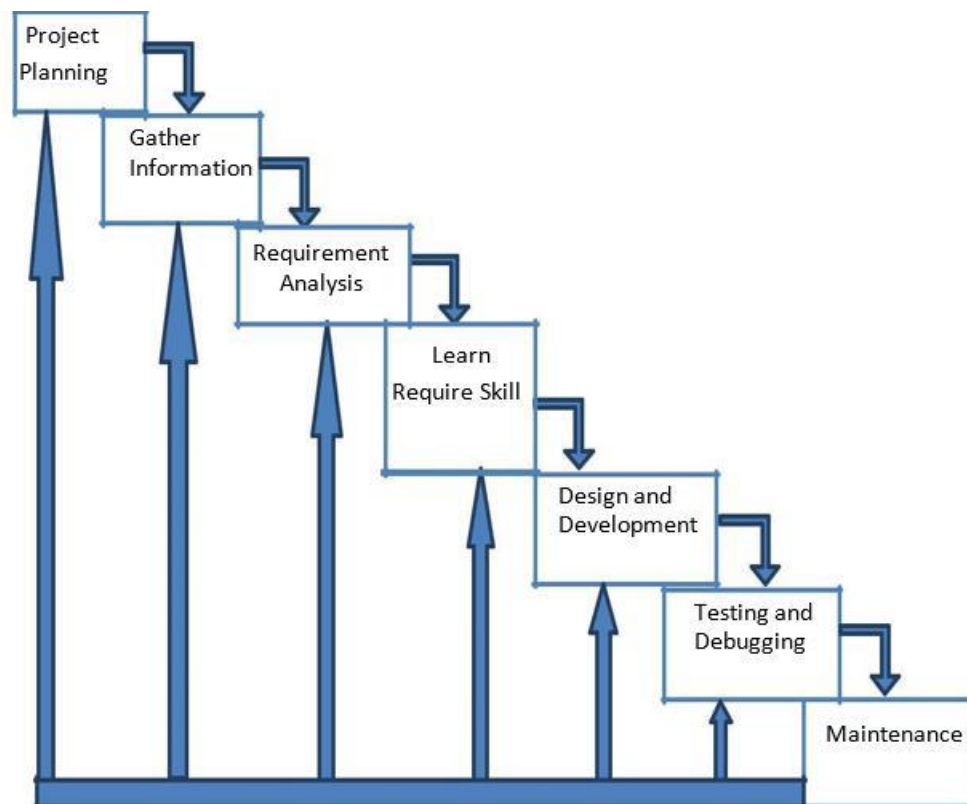 Project
Planning
Gather
Information
Requirement
Analysis
Learn
Require Skill
Design and
Development
Testing and
Debugging
Maintenance